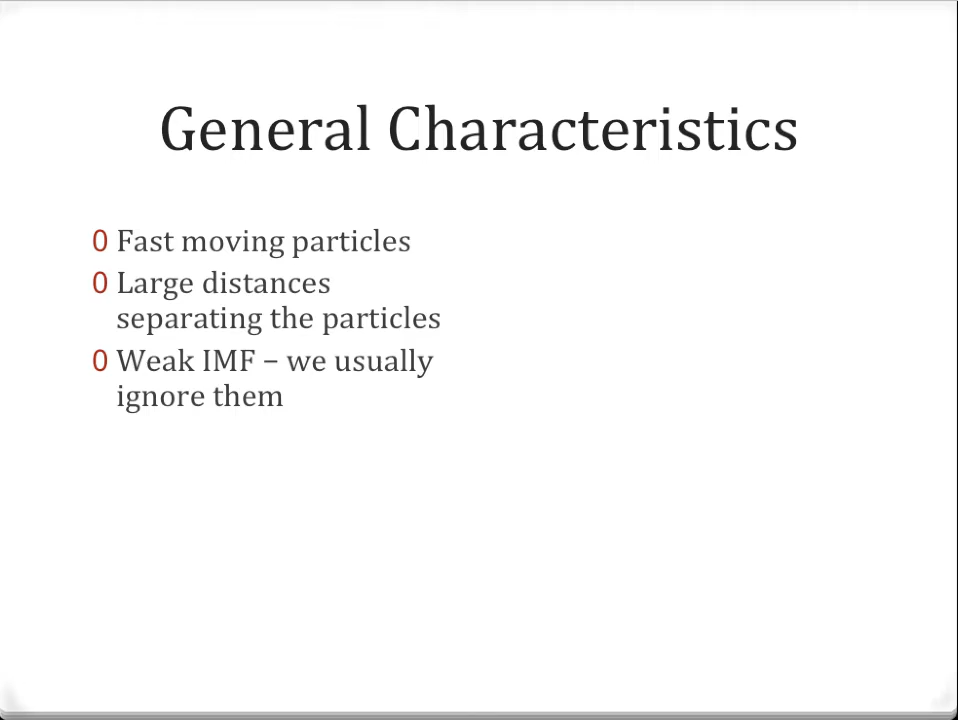 General Characteristics
0 Fast moving particles
0 Large distances
separating the particles
0 Weak IMF – we usually
ignore them